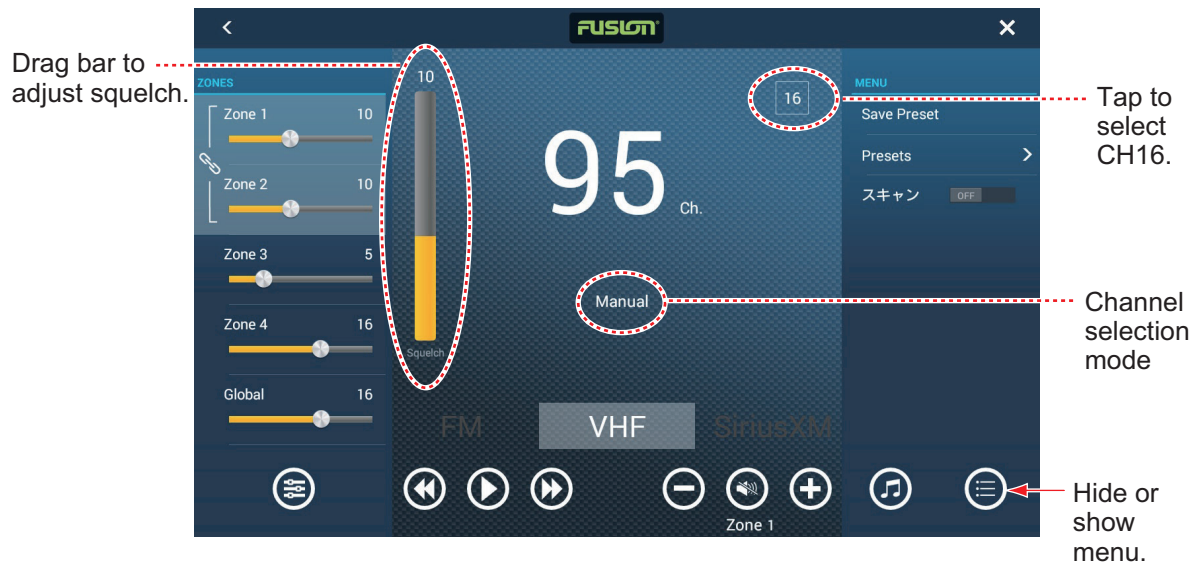 FUSION
Drag bar to
adjust squelch.
ZONES
Zone 1 10
Zone 2 10
Zone 3 5
Zone 4 16
Global 16
10
Squelch
16
95 Ch.
Manual
FM VHF SiriusXM
Zone 1
MENU
Save Preset
Presets
スキャン OFF
Tap to
select
CH16.
Channel
selection
mode
Hide or
show
menu.